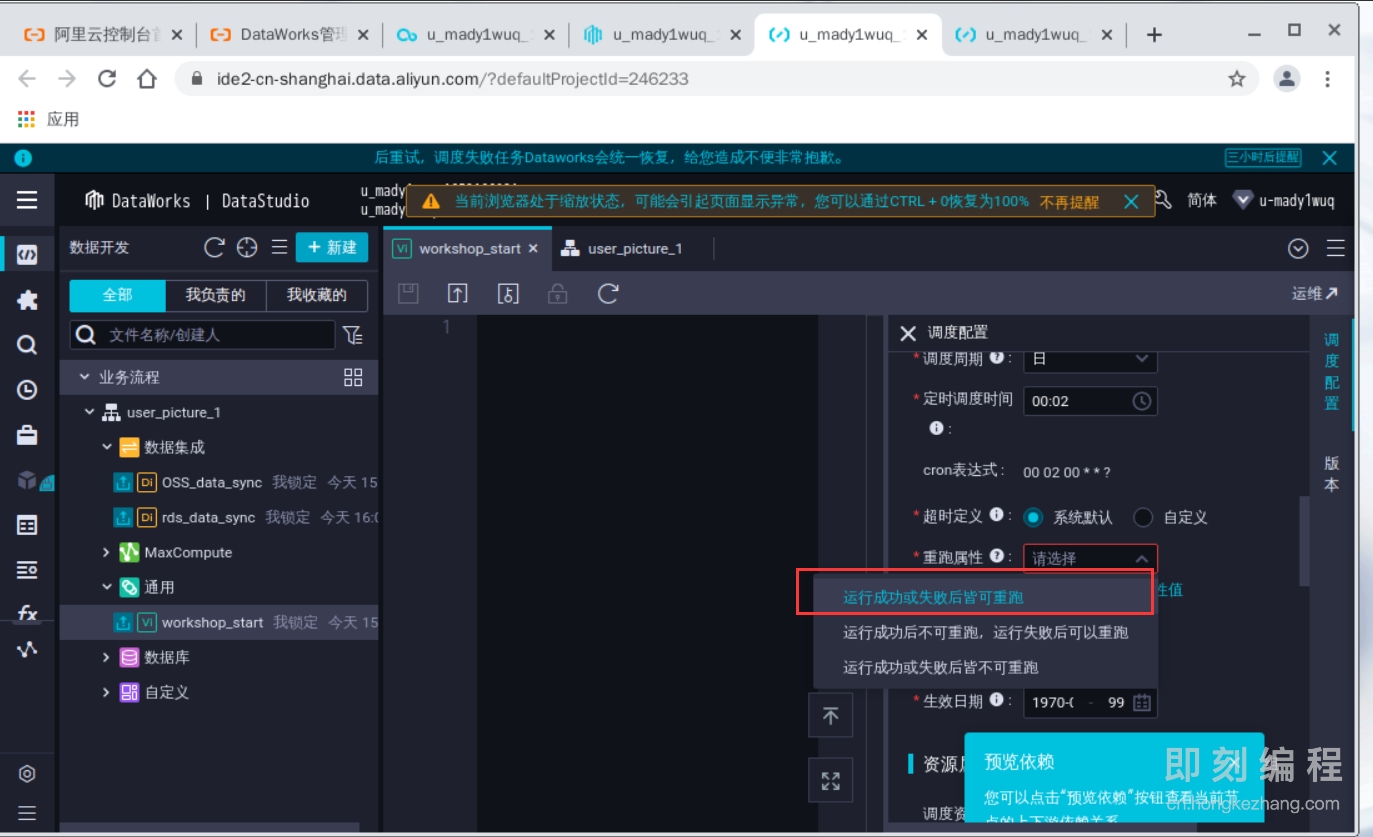 阿里云控制台首
DataWorks管理
u_mady1wuq_
u_mady1wuq_
u_mady1wuq_
u_mady1wuq_
ide2-cn-shanghai.data.aliyun.com/?defaultProjectId=246233
应用
后重试，调度失败任务Dataworks会统一恢复，给您造成不便非常抱歉。
三小时后提醒
DataWorks | DataStudio
u_mady
u_mady
当前浏览器处于缩放状态，可能会引起页面显示异常，您可以通过CTRL + 0恢复为100%
不再提醒
简体
u-mady1wuq
数据开发
+ 新建
workshop_start
user_picture_1
全部
我负责的
我收藏的
运维
文件名称/创建人
1
调度配置
调度配置
版本
业务流程
user_picture_1
数据集成
Di OSS_data_sync 我锁定 今天 15
Di rds_data_sync 我锁定 今天 16:0
MaxCompute
通用
Vi workshop_start 我锁定 今天 15
数据库
自定义
fx
* 调度周期 ? : 日
* 定时调度时间 00:02
:
cron表达式 : 00 02 00 * * ?
* 超时定义 : 系统默认 自定义
* 重跑属性 ? : 请选择
性值
运行成功或失败后皆可重跑
运行成功后不可重跑，运行失败后可以重跑
运行成功或失败后皆不可重跑
* 生效日期 : 1970-0 - 99
资源属
预览依赖
您可以点击“预览依赖”按钮查看当前节
点的上下游依赖关系
调度资
即刻编程
cn.hongkezhang.com